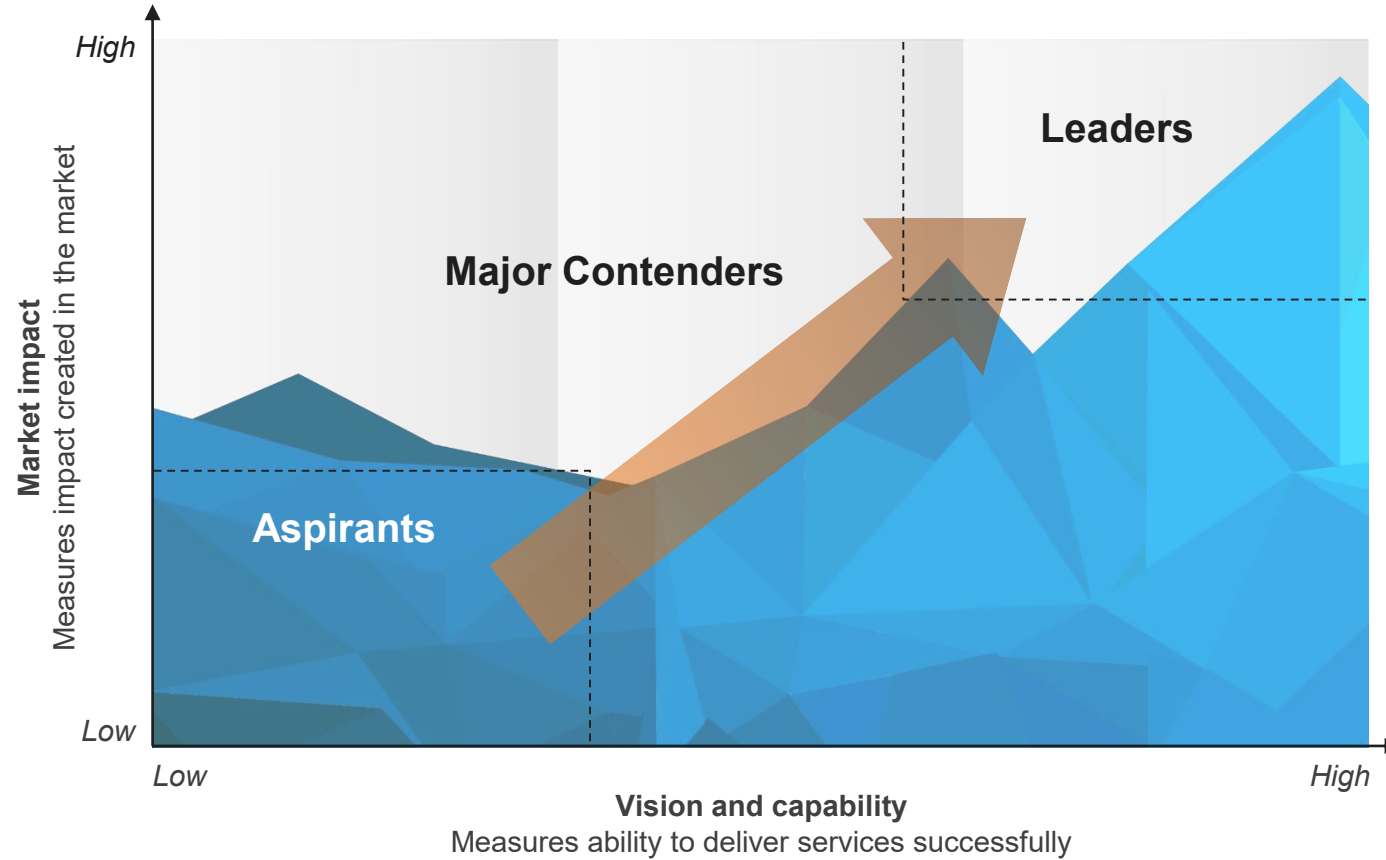 High
Market impact
Measures impact created in the market
Leaders
Major Contenders
Aspirants
Low
Low
High
Vision and capability
Measures ability to deliver services successfully